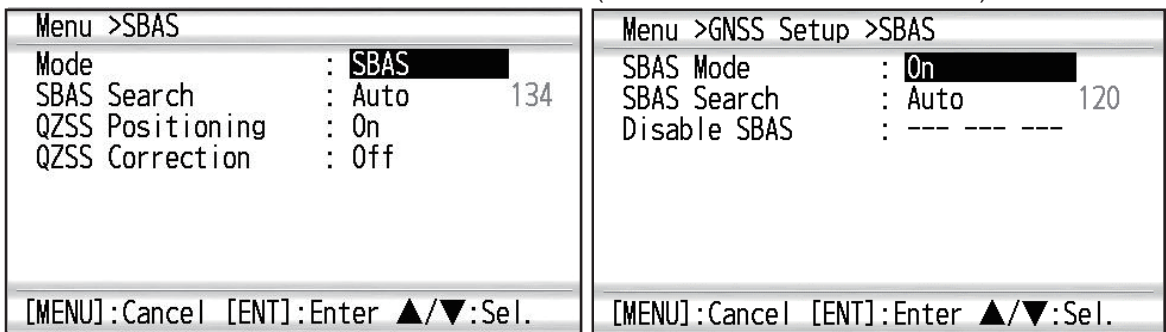 Menu >SBAS
Mode : SBAS
SBAS Search : Auto 134
QZSS Positioning : On
QZSS Correction : Off
[MENU]:Cancel [ENT]:Enter ▲/▼:Sel.
Menu >GNSS Setup >SBAS
SBAS Mode : On
SBAS Search : Auto 120
Disable SBAS : --- --- ---
[MENU]:Cancel [ENT]:Enter ▲/▼:Sel.